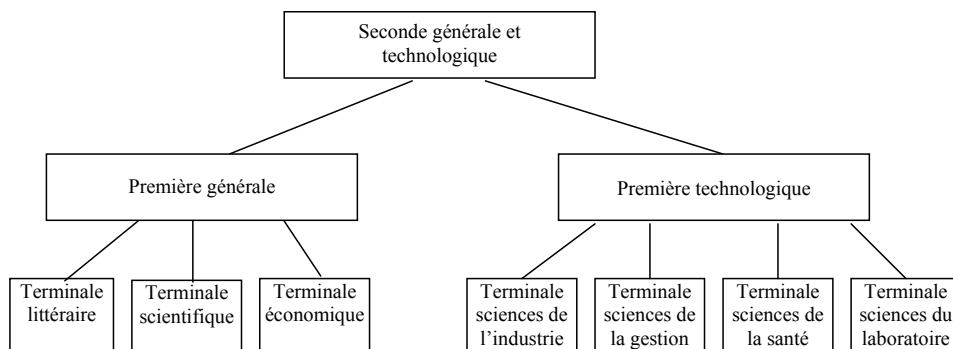 Seconde générale et
technologique
Première générale
Première technologique
Terminale
littéraire
Terminale
scientifique
Terminale
économique
Terminale
sciences de
l’industrie
Terminale
sciences de
la gestion
Terminale
sciences de
la santé
Terminale
sciences du
laboratoire